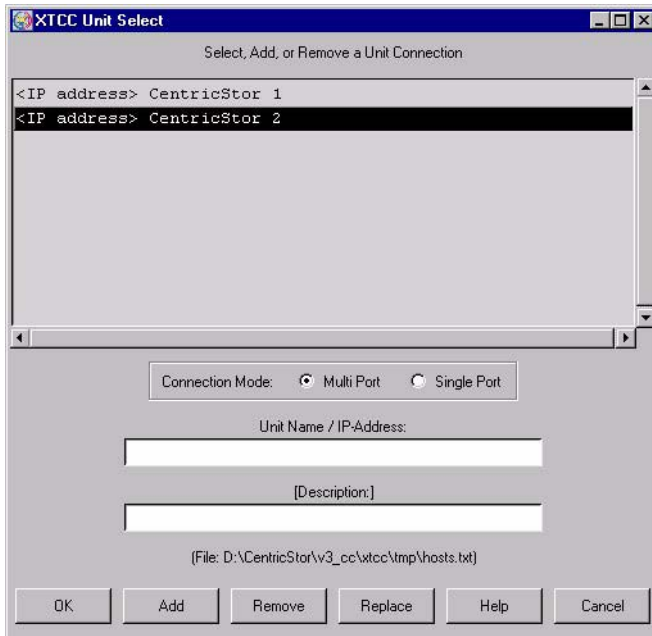 XTCC Unit Select
Select, Add, or Remove a Unit Connection
<IP address> CentricStor 1
<IP address> CentricStor 2
Connection Mode: Multi Port Single Port
Unit Name / IP-Address:
[Description:]
(File: D:\CentricStor\v3_cc\xtcc\tmp\hosts.txt)
OK Add Remove Replace Help Cancel